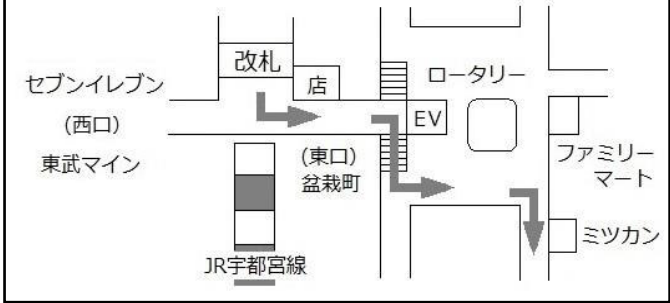 改札
店
セブンイレブン
(西口)
東武マイン
(東口)
盆栽町
JR宇都宮線
EV
ロータリー
ファミリー
マート
ミツカン